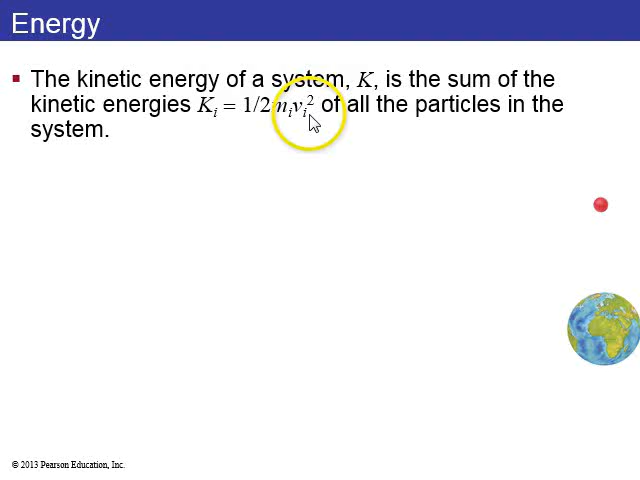 Energy
The kinetic energy of a system, K, is the sum of the
kinetic energies Kᵢ = 1/2 mᵢvᵢ² of all the particles in the
system.
© 2013 Pearson Education, Inc.